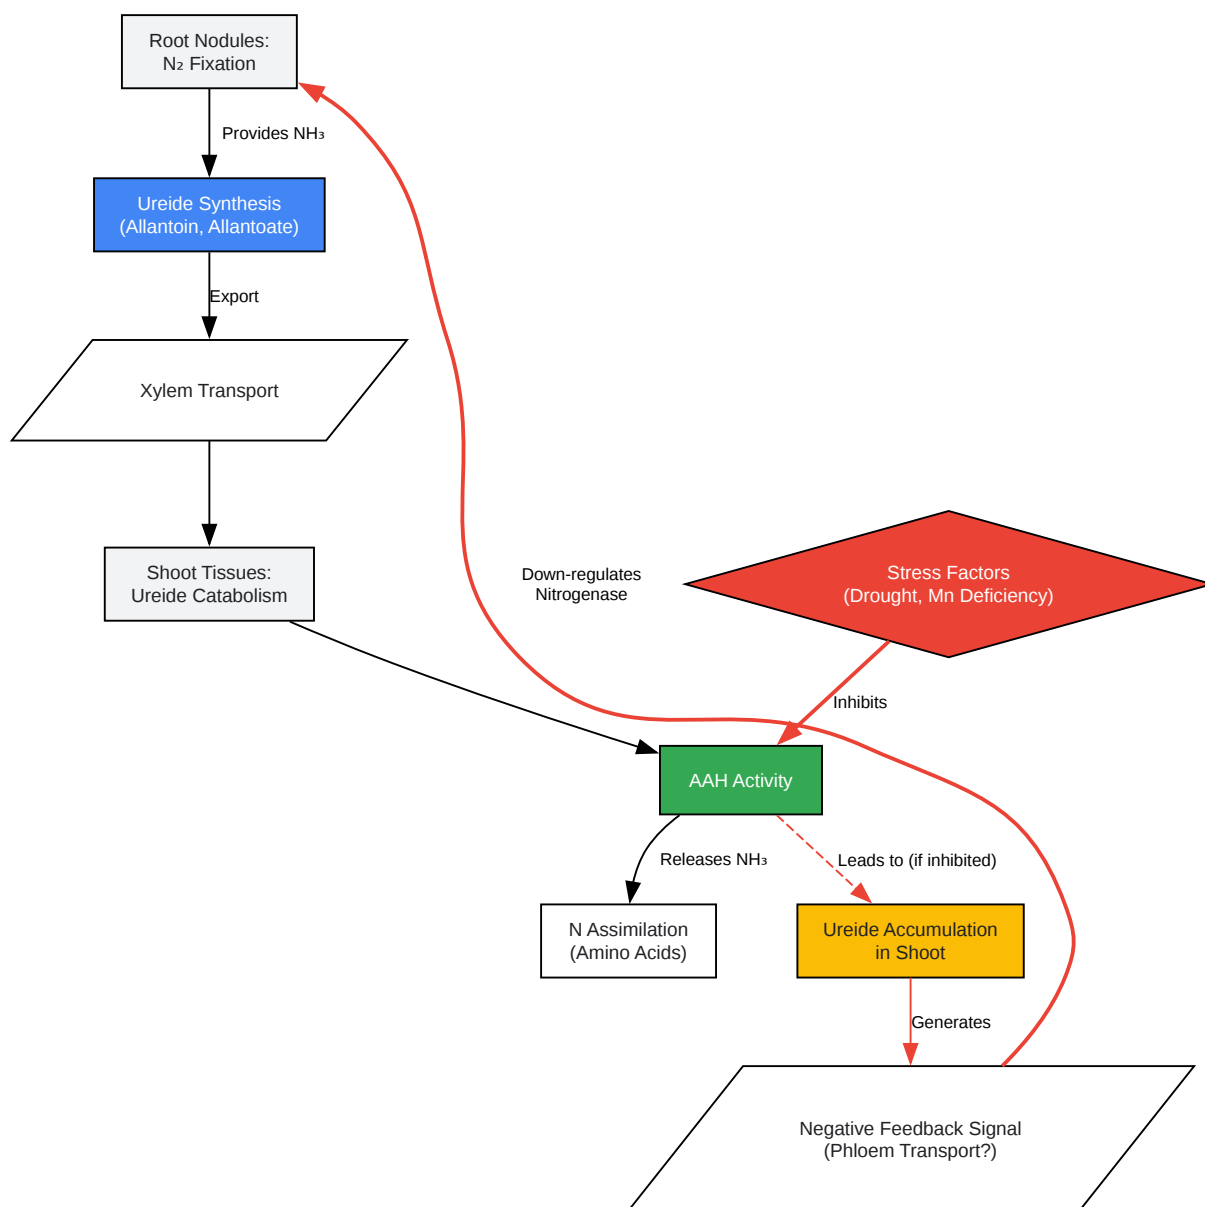 Root Nodules:
N₂ Fixation
Provides NH₃
Ureide Synthesis
(Allantoin, Allantoate)
Export
Xylem Transport
Shoot Tissues:
Ureide Catabolism
Down-regulates
Nitrogenase
Stress Factors
(Drought, Mn Deficiency)
Inhibits
AAH Activity
Releases NH₃
Leads to (if inhibited)
N Assimilation
(Amino Acids)
Ureide Accumulation
in Shoot
Generates
Negative Feedback Signal
(Phloem Transport?)